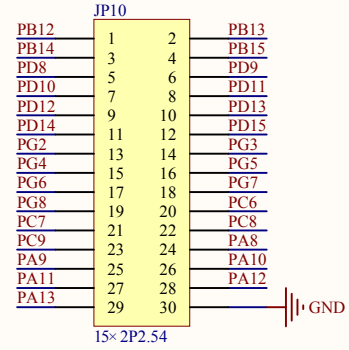 JP10
PB12 1 2 PB13
PB14 3 4 PB15
PD8 5 6 PD9
PD10 7 8 PD11
PD12 9 10 PD13
PD14 11 12 PD15
PG2 13 14 PG3
PG4 15 16 PG5
PG6 17 18 PG7
PG8 19 20 PC6
PC7 21 22 PC8
PC9 23 24 PA8
PA9 25 26 PA10
PA11 27 28 PA12
PA13 29 30 GND
15×2P2.54